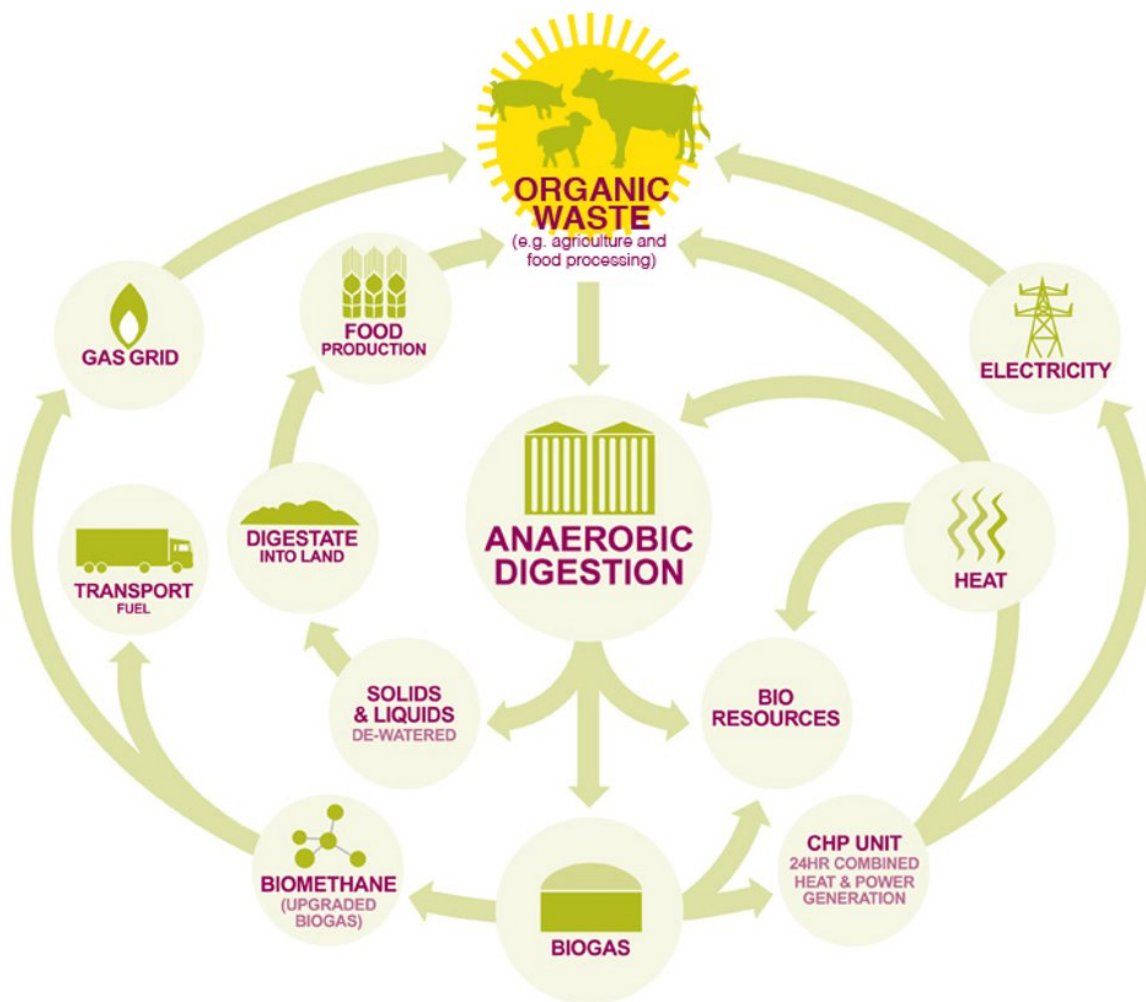 ORGANIC
WASTE
(e.g. agriculture and
food processing)
GAS GRID
FOOD
PRODUCTION
ELECTRICITY
ANAEROBIC
DIGESTION
DIGESTATE
INTO LAND
HEAT
TRANSPORT
FUEL
SOLIDS
& LIQUIDS
DE-WATERED
BIO
RESOURCES
BIOMETHANE
(UPGRADED
BIOGAS)
BIOGAS
CHP UNIT
24HR COMBINED
HEAT & POWER
GENERATION